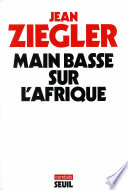 JEAN
ZIEGLER
MAIN BASSE
SUR
L'AFRIQUE
combats
SEUIL